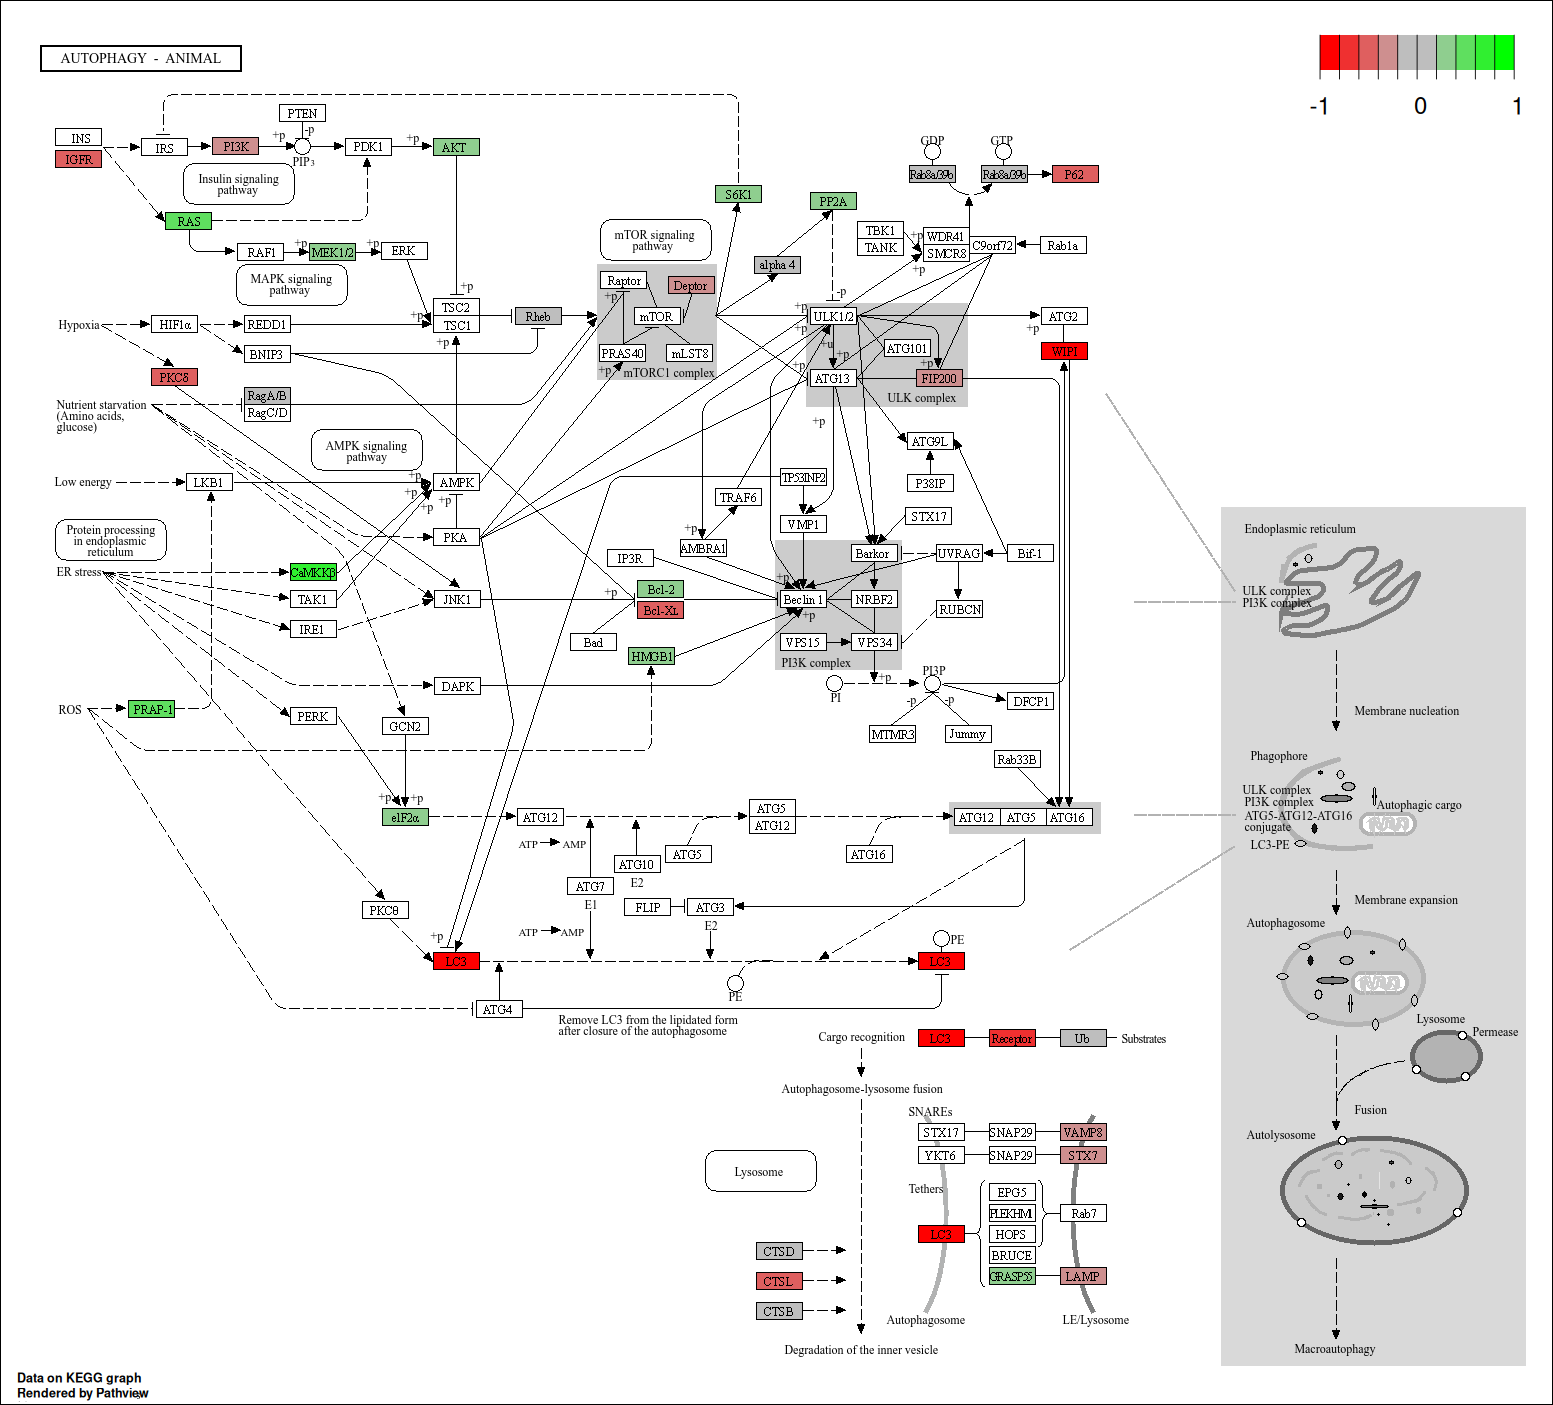 AUTOPHAGY - ANIMAL
-1 0 1
INS
IGFR
IRS
PI3K
+p
PTEN
-p
PIP3
PDK1
+p
AKT
Insulin signaling
pathway
RAS
RAF1
+p
MEK1/2
+p
ERK
MAPK signaling
pathway
+p
TSC2
TSC1
+p
+p
Hypoxia
HIF1α
REDD1
BNIP3
PKCδ
Rheb
RagA/B
RagC/D
Nutrient starvation
(Amino acids,
glucose)
AMPK signaling
pathway
Low energy
LKB1
+p
+p
+p
+p
AMPK
PKA
Protein processing
in endoplasmic
reticulum
ER stress
CaMKKβ
TAK1
IRE1
JNK1
DAPK
ROS
PRAP-1
PERK
GCN2
+p
+p
eIF2α
PKCθ
mTOR signaling
pathway
Raptor
+p
Deptor
mTOR
PRAS40
mLST8
+p
mTORC1 complex
S6K1
PP2A
alpha 4
-p
GDP
GTP
Rab8a/39b
Rab8a/39b
P62
TBK1
TANK
+p
+p
WDR41
SMCR8
C9orf72
Rab1a
+p
+p
ULK1/2
+u
+p
ATG101
+p
+p
ATG13
FIP200
ULK complex
+p
ATG2
+p
WIPI
ATG9L
P38IP
TP53INP2
VMP1
STX17
TRAF6
+p
AMBRA1
IP3R
Barkor
UVRAG
Bif-1
+p
Bcl-2
Bcl-XL
Bad
HMGB1
+p
Beclin 1
+p
NRBF2
RUBCN
VPS15
VPS34
PI3K complex
+p
PI
PI3P
-p
-p
DFCP1
MTMR3
Jummy
Rab33B
ATG12
ATG5
ATG12
ATG12
ATG5
ATG16
ATP
AMP
ATG10
E2
ATG5
ATG16
ATG7
E1
FLIP
ATG3
E2
ATP
AMP
+p
LC3
PE
LC3
PE
ATG4
Remove LC3 from the lipidated form
after closure of the autophagosome
Cargo recognition
LC3
Receptor
Ub
Substrates
Autophagosome-lysosome fusion
SNAREs
STX17
SNAP29
VAMP8
YKT6
SNAP29
STX7
Lysosome
Tethers
EPG5
PLEKHM1
HOPS
BRUCE
GRASP55
Rab7
LC3
LAMP
CTSD
CTSL
CTSB
Autophagosome
LE/Lysosome
Degradation of the inner vesicle
Endoplasmic reticulum
ULK complex
PI3K complex
Membrane nucleation
Phagophore
ULK complex
PI3K complex
Autophagic cargo
ATG5-ATG12-ATG16
conjugate
LC3-PE
Membrane expansion
Autophagosome
Lysosome
Permease
Fusion
Autolysosome
Macroautophagy
Data on KEGG graph
Rendered by Pathview